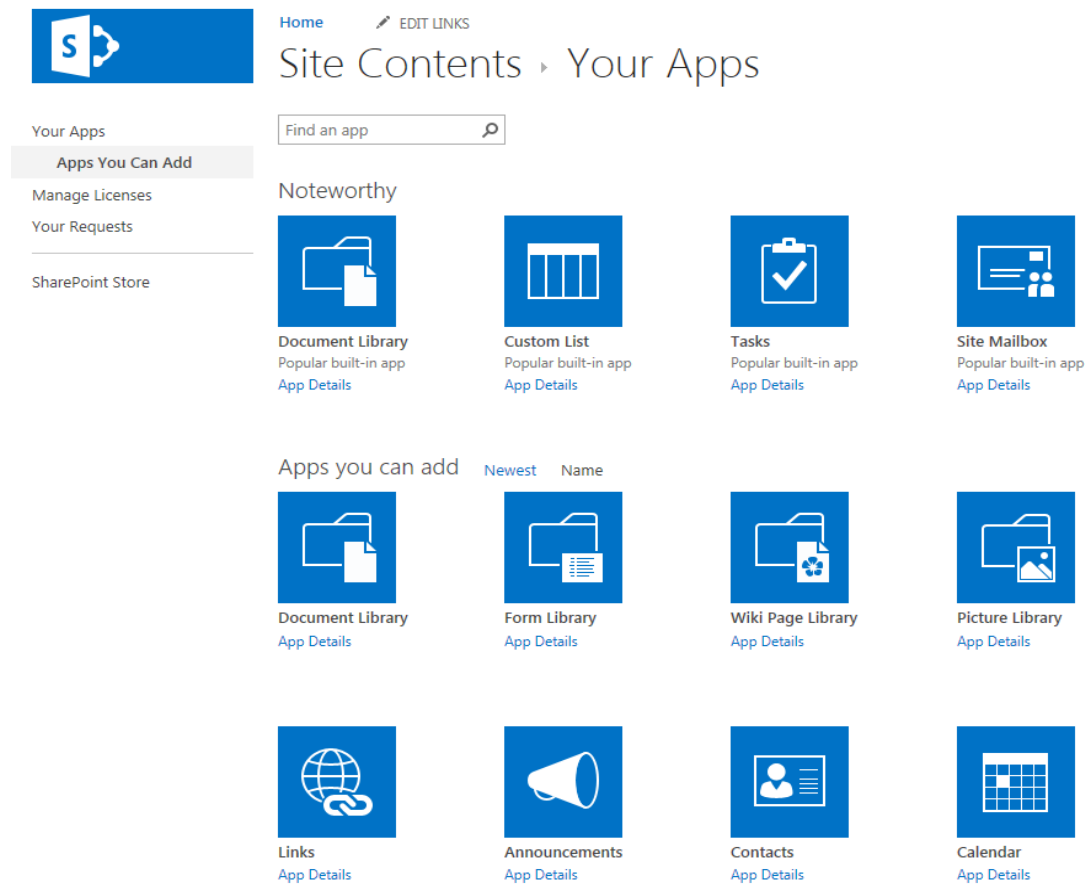 S
Home EDIT LINKS
Site Contents Your Apps
Your Apps
Apps You Can Add
Manage Licenses
Your Requests
SharePoint Store
Find an app
Noteworthy
Document Library Custom List Tasks Site Mailbox
Popular built-in app Popular built-in app Popular built-in app Popular built-in app
App Details App Details App Details App Details
Apps you can add Newest Name
Document Library Form Library Wiki Page Library Picture Library
App Details App Details App Details App Details
Links Announcements Contacts Calendar
App Details App Details App Details App Details